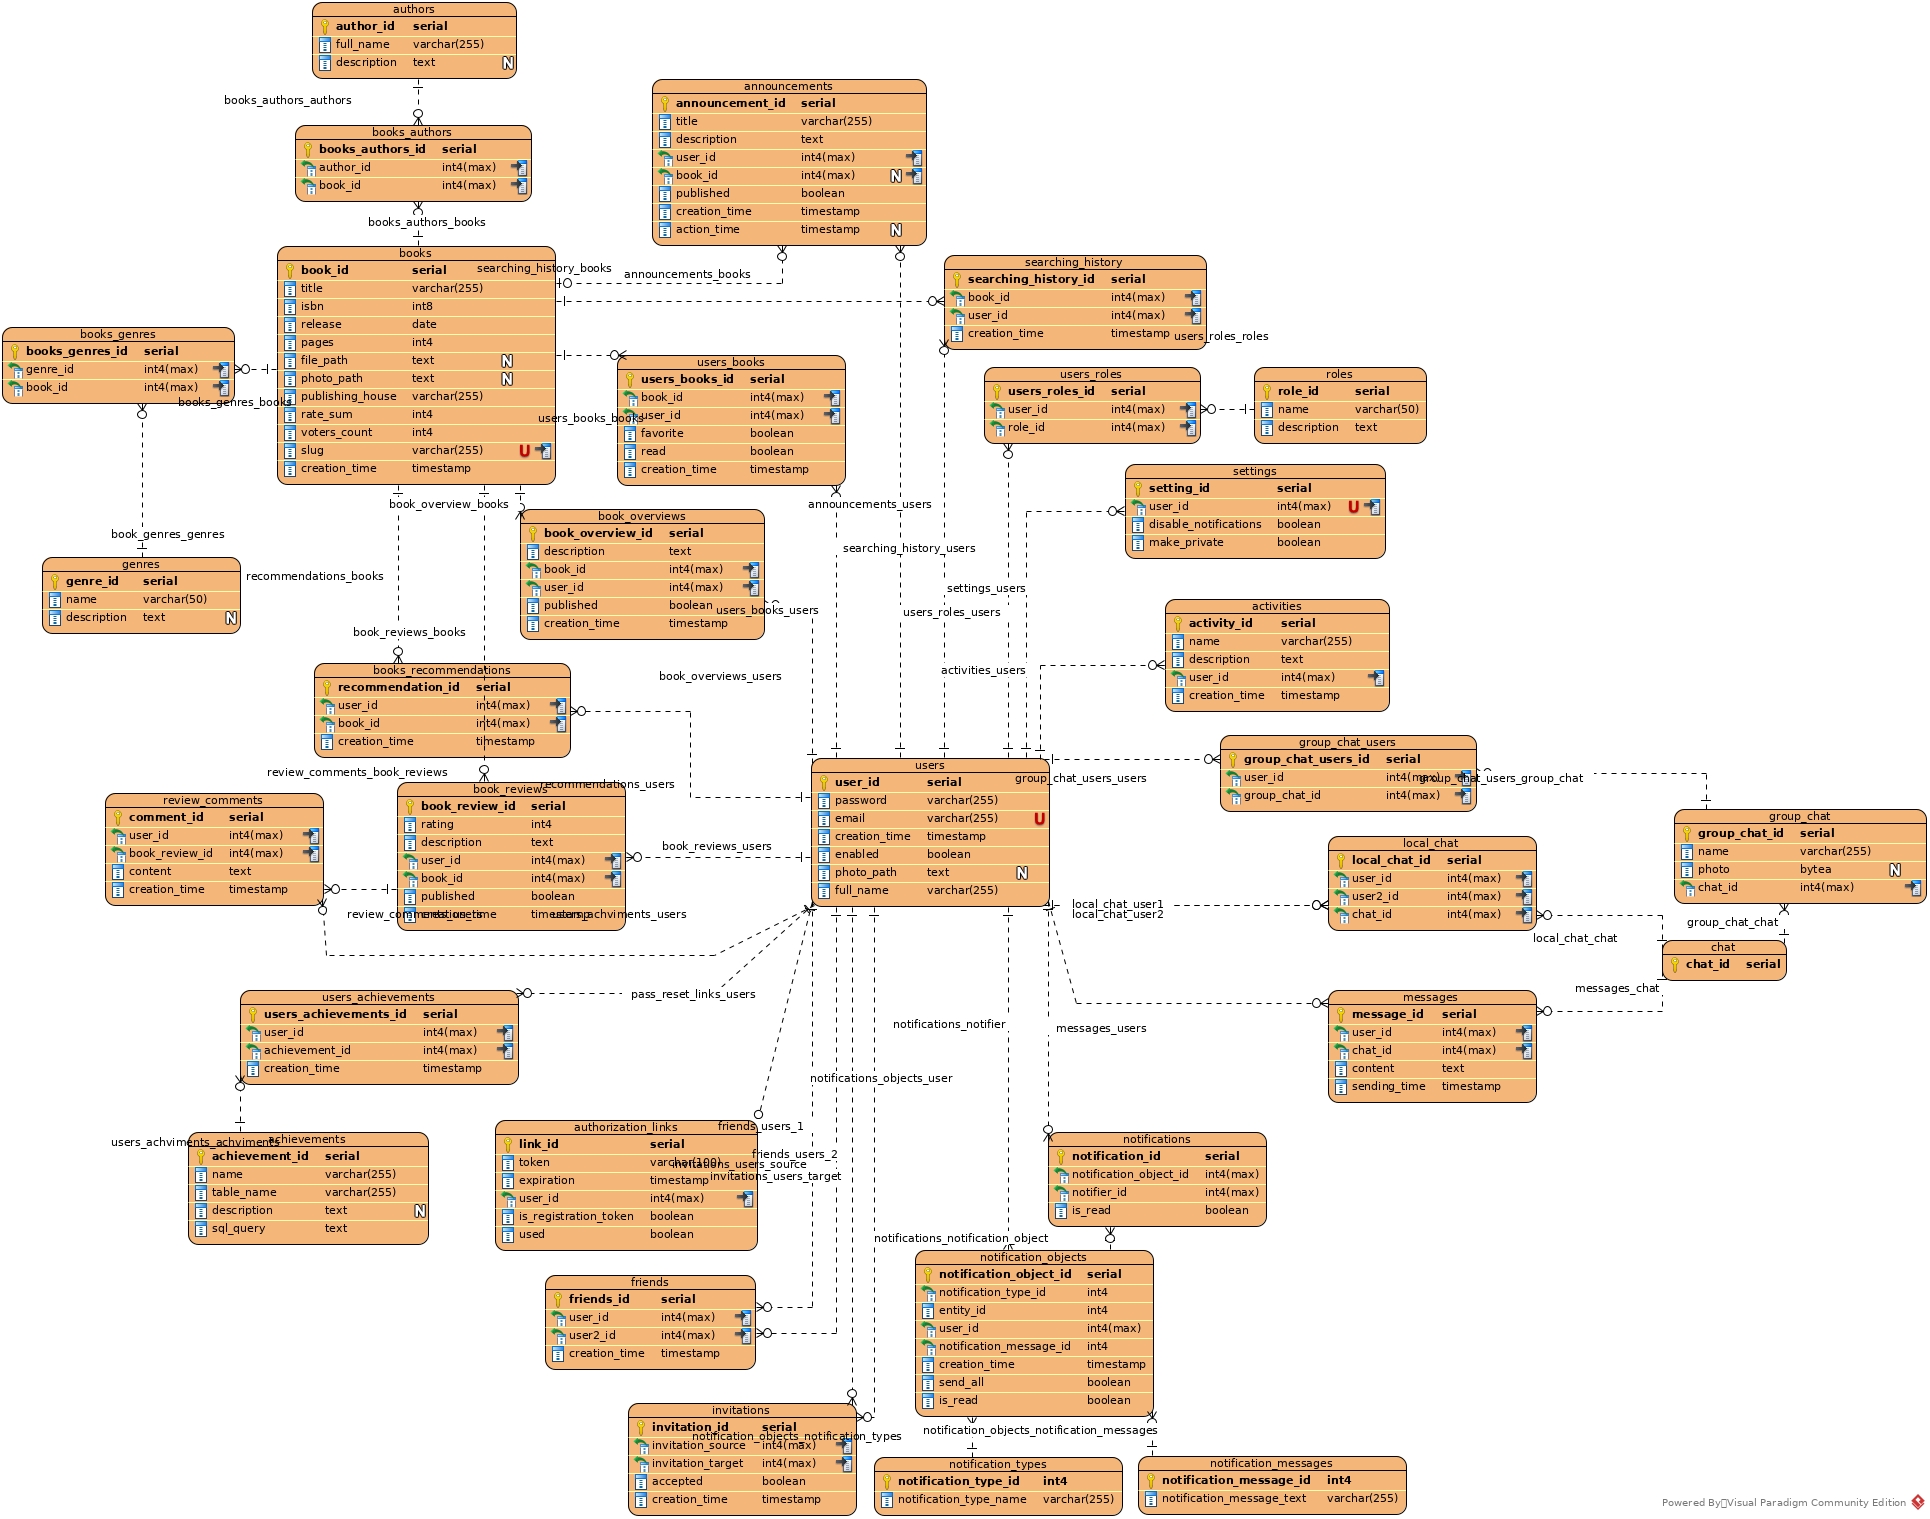 authors
author_id serial
full_name varchar(255)
description text N
books_authors_authors
books_authors
books_authors_id serial
author_id int4(max)
book_id int4(max)
books_authors_books
announcements
announcement_id serial
title varchar(255)
description text
user_id int4(max)
book_id int4(max) N
published boolean
creation_time timestamp
action_time timestamp N
books
book_id serial
title varchar(255)
isbn int8
release date
pages int4
file_path text N
photo_path text N
publishing_house varchar(255)
rate_sum int4
voters_count int4
slug varchar(255) U
creation_time timestamp
searching_history_books
announcements_books
searching_history
searching_history_id serial
book_id int4(max)
user_id int4(max)
creation_time timestamp
users_roles_roles
books_genres
books_genres_id serial
genre_id int4(max)
book_id int4(max)
books_genres_books
users_books
users_books_id serial
book_id int4(max)
user_id int4(max)
favorite boolean
read boolean
creation_time timestamp
users_books_books
users_roles
users_roles_id serial
user_id int4(max)
role_id int4(max)
roles
role_id serial
name varchar(50)
description text
settings
setting_id serial
user_id int4(max) U
disable_notifications boolean
make_private boolean
book_overview_books
announcements_users
book_genres_genres
searching_history_users
genres
genre_id serial
name varchar(50)
description text N
recommendations_books
book_overviews
book_overview_id serial
description text
book_id int4(max)
user_id int4(max)
published boolean
creation_time timestamp
users_books_users
settings_users
users_roles_users
activities
activity_id serial
name varchar(255)
description text
user_id int4(max)
creation_time timestamp
book_reviews_books
books_recommendations
recommendation_id serial
user_id int4(max)
book_id int4(max)
creation_time timestamp
book_overviews_users
activities_users
group_chat_users
group_chat_users_id serial
user_id int4(max)
group_chat_id int4(max)
group_chat_users_users
group_chat_users_group_chat
review_comments_book_reviews
recommendations_users
users
user_id serial
password varchar(255)
email varchar(255) U
creation_time timestamp
enabled boolean
photo_path text N
full_name varchar(255)
review_comments
comment_id serial
user_id int4(max)
book_review_id int4(max)
content text
creation_time timestamp
book_reviews
book_review_id serial
rating int4
description text
user_id int4(max)
book_id int4(max)
published boolean
creation_time timestamp
book_reviews_users
review_comments_users
users_achviments_users
group_chat
group_chat_id serial
name varchar(255)
photo bytea N
chat_id int4(max)
local_chat
local_chat_id serial
user_id int4(max)
user2_id int4(max)
chat_id int4(max)
local_chat_user1
local_chat_user2
group_chat_chat
local_chat_chat
chat
chat_id serial
messages_chat
pass_reset_links_users
users_achievements
users_achievements_id serial
user_id int4(max)
achievement_id int4(max)
creation_time timestamp
messages
message_id serial
user_id int4(max)
chat_id int4(max)
content text
sending_time timestamp
notifications_notifier
messages_users
notifications_objects_user
users_achviments_achviments
achievements
achievement_id serial
name varchar(255)
table_name varchar(255)
description text N
sql_query text
authorization_links
link_id serial
token varchar(100)
expiration timestamp
user_id int4(max)
is_registration_token boolean
used boolean
friends_users_1
friends_users_2
invitations_users_source
invitations_users_target
notifications
notification_id serial
notification_object_id int4(max)
notifier_id int4(max)
is_read boolean
notifications_notification_object
notification_objects
notification_object_id serial
notification_type_id int4
entity_id int4
user_id int4(max)
notification_message_id int4
creation_time timestamp
send_all boolean
is_read boolean
friends
friends_id serial
user_id int4(max)
user2_id int4(max)
creation_time timestamp
invitations
invitation_id serial
invitation_source int4(max)
invitation_target int4(max)
accepted boolean
creation_time timestamp
notification_objects_notification_types
notification_objects_notification_messages
notification_types
notification_type_id int4
notification_type_name varchar(255)
notification_messages
notification_message_id int4
notification_message_text varchar(255)
Powered By Visual Paradigm Community Edition